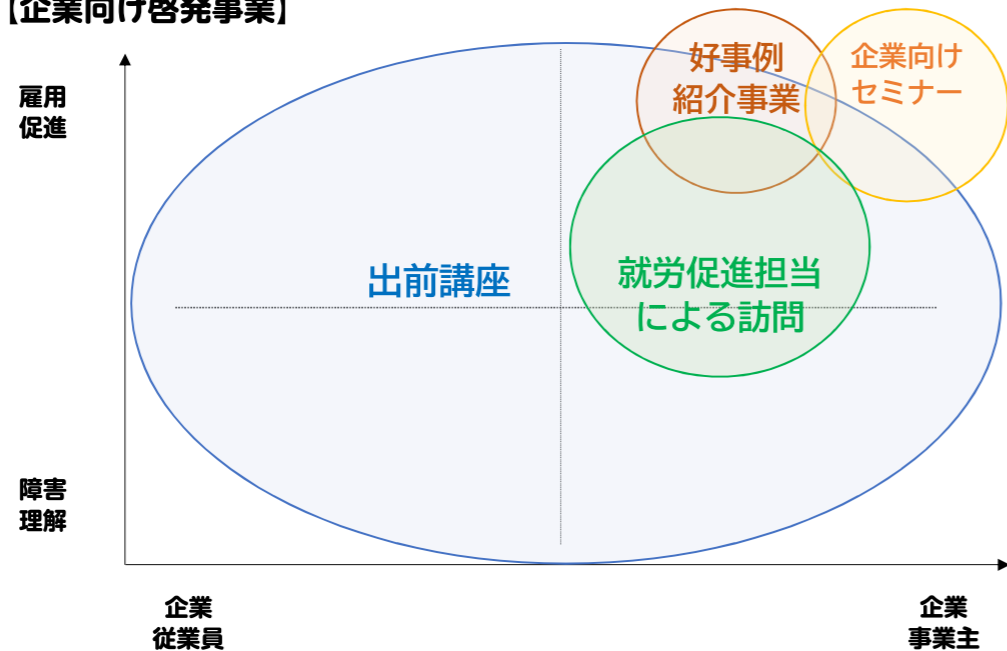 【企業向け啓発事業】
雇用
促進
好事例
紹介事業
企業向け
セミナー
出前講座
就労促進担当
による訪問
障害
理解
企業
従業員
企業
事業主